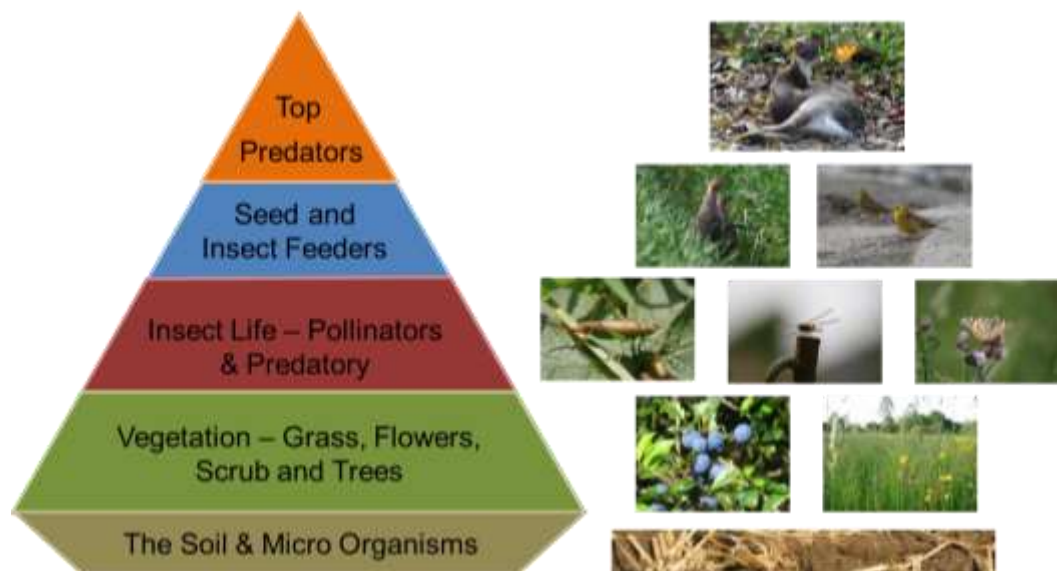 Top
Predators
Seed and
Insect Feeders
Insect Life – Pollinators
& Predatory
Vegetation – Grass, Flowers,
Scrub and Trees
The Soil & Micro Organisms